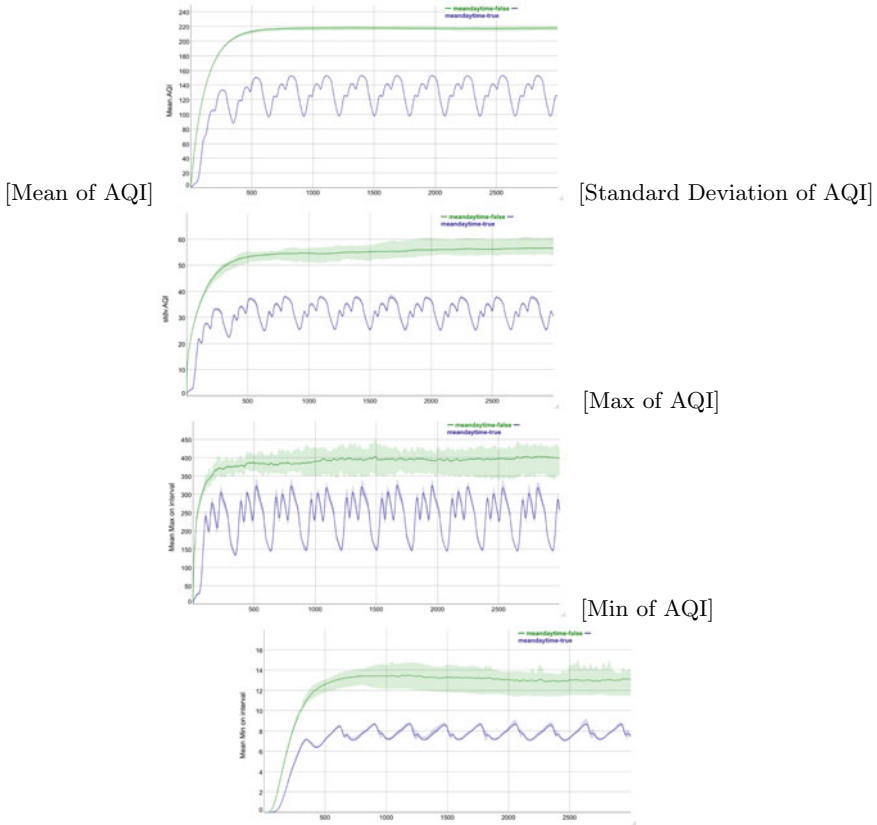 — meandaytime-false —
meandaytime-true
240
220
200
180
160
140
120
100
80
60
40
20
0
Mean AQI
500 1000 1500 2000 2500
[Mean of AQI] [Standard Deviation of AQI]
— meandaytime-false —
meandaytime-true
60
50
40
30
20
10
0
stdv AQI
500 1000 1500 2000 2500
[Max of AQI]
— meandaytime-false —
meandaytime-true
450
400
350
300
250
200
150
100
50
0
Mean Max on interval
500 1000 1500 2000 2500
[Min of AQI]
— meandaytime-false —
meandaytime-true
16
14
12
10
8
6
4
2
0
Mean Min on interval
500 1000 1500 2000 2500